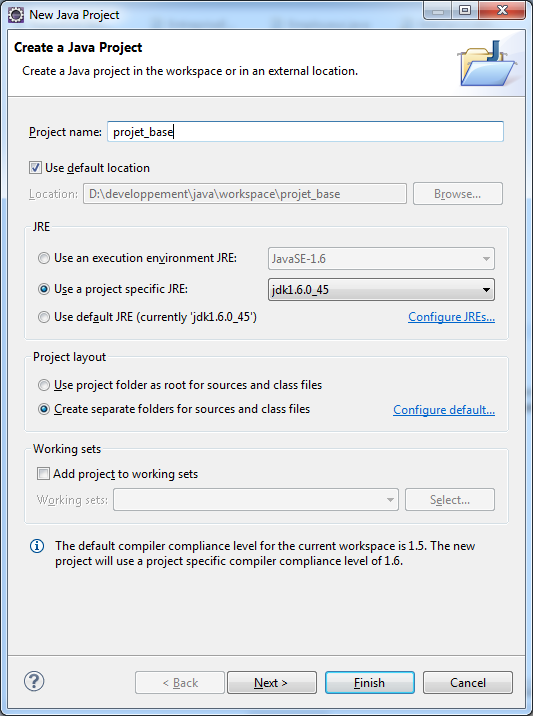 New Java Project
Create a Java Project
Create a Java project in the workspace or in an external location.
Project name: projet_base
Use default location
Location: D:\developpement\java\workspace\projet_base Browse...
JRE
Use an execution environment JRE: JavaSE-1.6
Use a project specific JRE: jdk1.6.0_45
Use default JRE (currently 'jdk1.6.0_45') Configure JREs...
Project layout
Use project folder as root for sources and class files
Create separate folders for sources and class files Configure default...
Working sets
Add project to working sets
Working sets: Select...
The default compiler compliance level for the current workspace is 1.5. The new
project will use a project specific compiler compliance level of 1.6.
? < Back Next > Finish Cancel